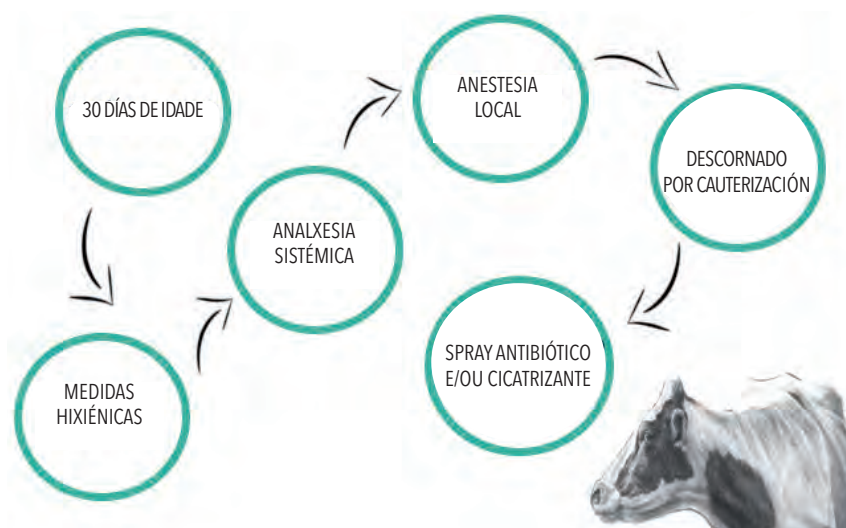 30 DÍAS DE IDADE
MEDIDAS
HIXIÉNICAS
ANALXESIA
SISTÉMICA
ANESTESIA
LOCAL
DESCORNADO
POR CAUTERIZACIÓN
SPRAY ANTIBIÓTICO
E/OU CICATRIZANTE